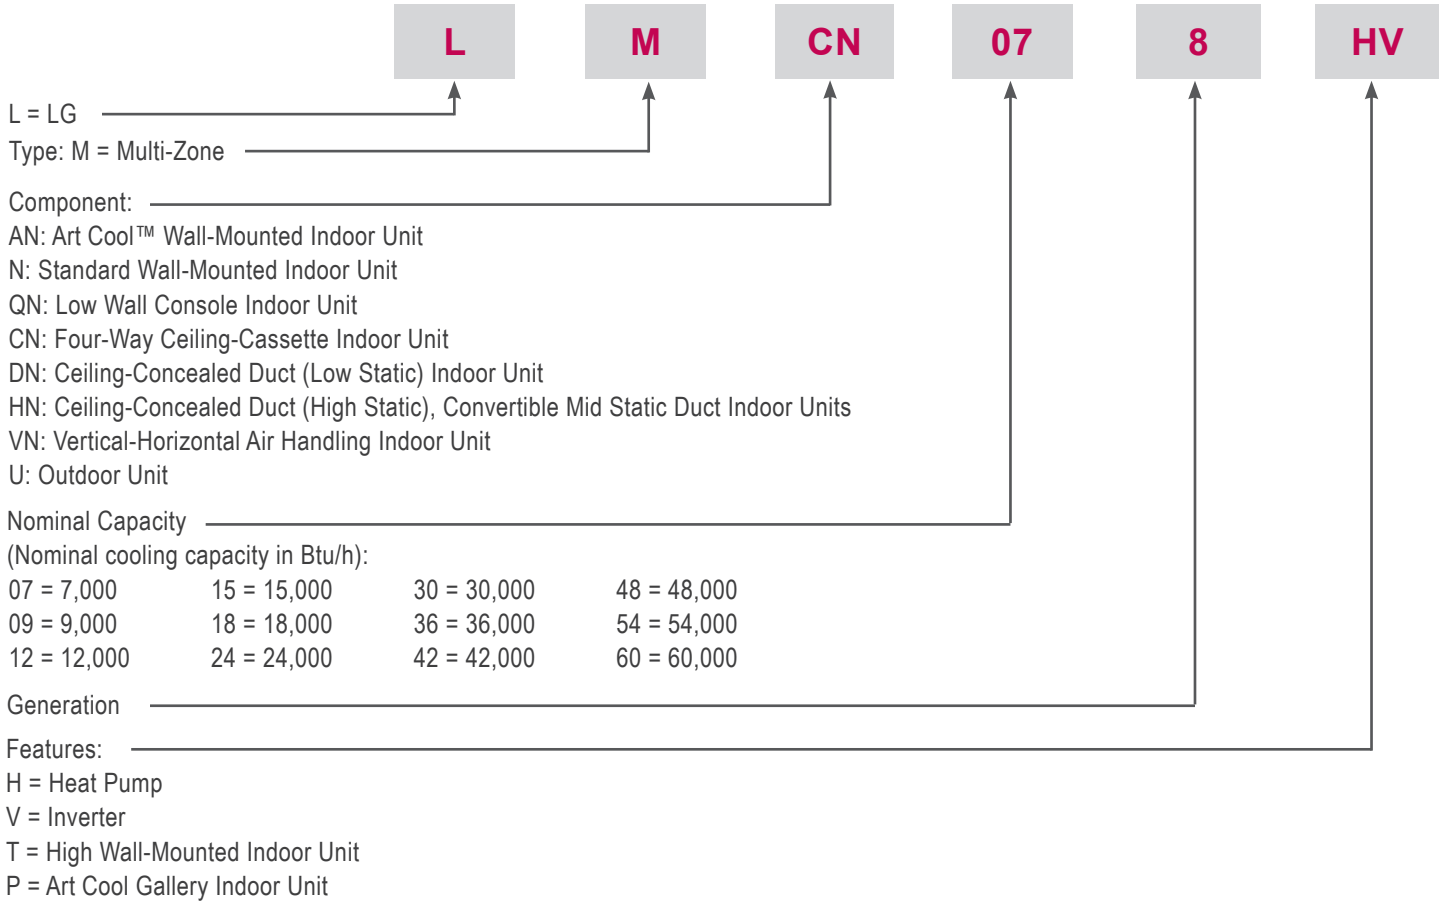 L M CN 07 8 HV
L = LG
Type: M = Multi-Zone
Component:
AN: Art Cool™ Wall-Mounted Indoor Unit
N: Standard Wall-Mounted Indoor Unit
QN: Low Wall Console Indoor Unit
CN: Four-Way Ceiling-Cassette Indoor Unit
DN: Ceiling-Concealed Duct (Low Static) Indoor Unit
HN: Ceiling-Concealed Duct (High Static), Convertible Mid Static Duct Indoor Units
VN: Vertical-Horizontal Air Handling Indoor Unit
U: Outdoor Unit
Nominal Capacity
(Nominal cooling capacity in Btu/h):
07 = 7,000 15 = 15,000 30 = 30,000 48 = 48,000
09 = 9,000 18 = 18,000 36 = 36,000 54 = 54,000
12 = 12,000 24 = 24,000 42 = 42,000 60 = 60,000
Generation
Features:
H = Heat Pump
V = Inverter
T = High Wall-Mounted Indoor Unit
P = Art Cool Gallery Indoor Unit